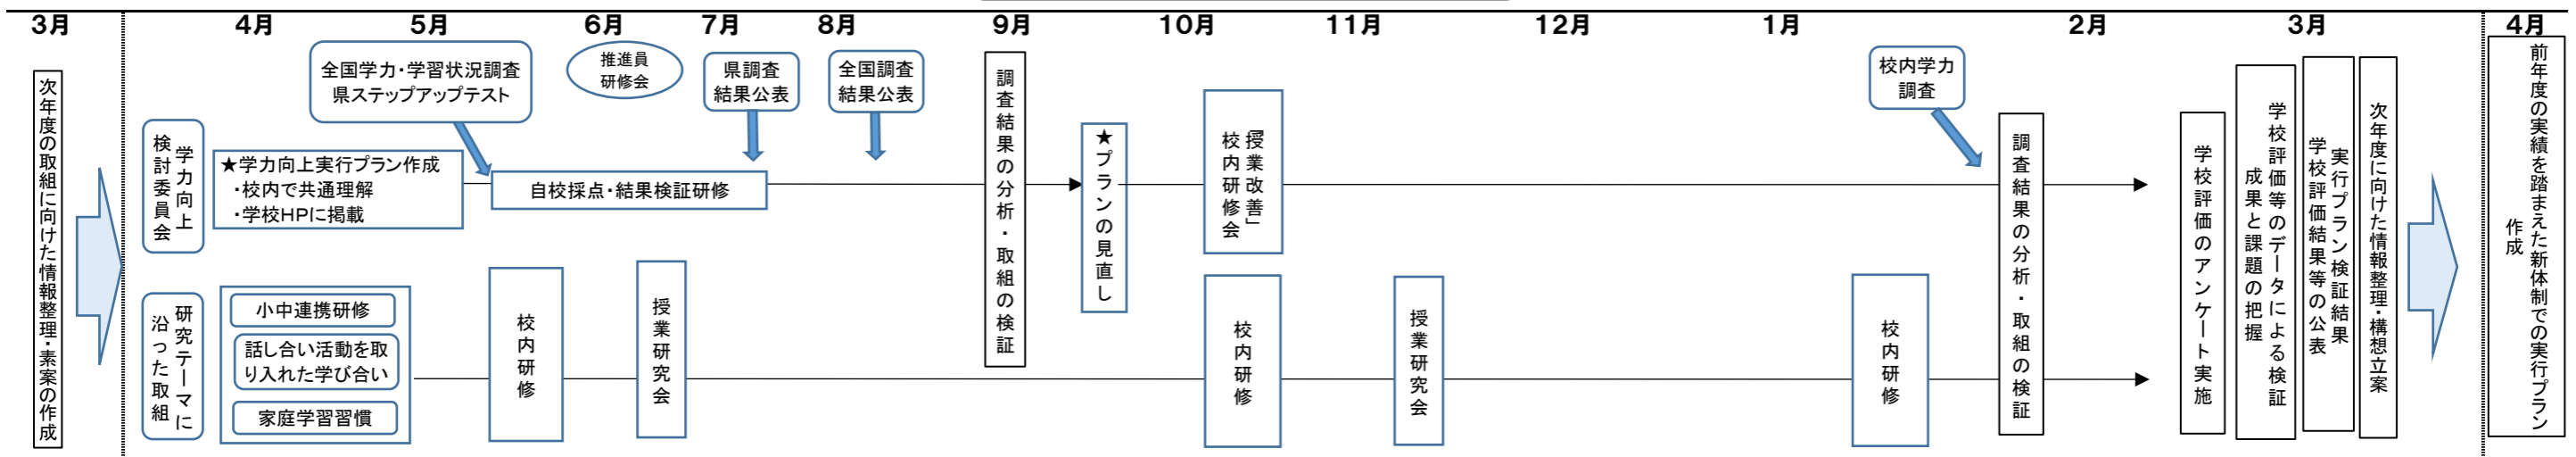 3月
4月
5月
6月
7月
8月
9月
10月
11月
12月
1月
2月
3月
4月
次年度の取組に向けた情報整理・素案の作成
学力向上
検討委員会
★学力向上実行プラン作成
・校内で共通理解
・学校HPに掲載
全国学力・学習状況調査
県ステップアップテスト
自校採点・結果検証研修
推進員
研修会
県調査
結果公表
全国調査
結果公表
調査結果の分析・取組の検証
★プランの見直し
「授業改善」
校内研修会
校内学力
調査
調査結果の分析・取組の検証
研究テーマに
沿った取組
小中連携研修
話し合い活動を取
り入れた学び合い
家庭学習習慣
校内研修
授業研究会
校内研修
授業研究会
校内研修
学校評価のアンケート実施
学校評価等のデータによる検証
成果と課題の把握
実行プラン検証結果
学校評価結果等の公表
次年度に向けた情報整理・構想立案
前年度の実績を踏まえた新体制での実行プラン
作成